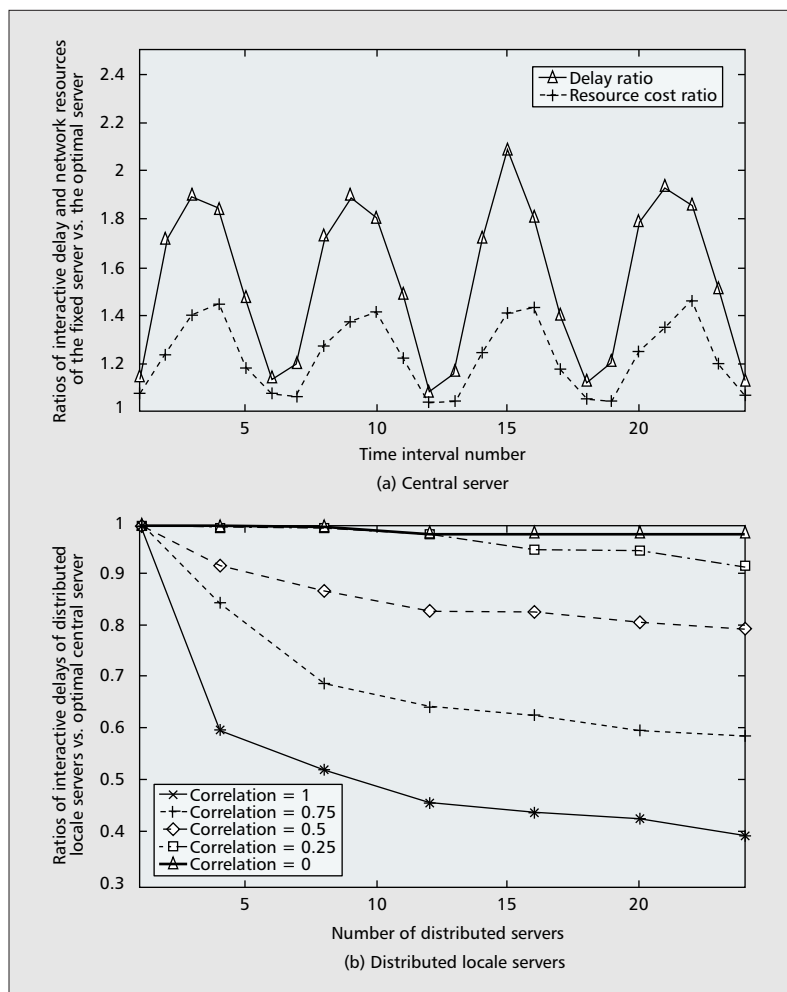 Ratios of interactive delay and network resources
of the fixed server vs. the optimal server
2.4
2.2
2
1.8
1.6
1.4
1.2
1
Delay ratio
Resource cost ratio
5
10
15
20
Time interval number
(a) Central server
Ratios of interactive delays of distributed
locale servers vs. optimal central server
1
0.9
0.8
0.7
0.6
0.5
0.4
0.3
Correlation = 1
Correlation = 0.75
Correlation = 0.5
Correlation = 0.25
Correlation = 0
5
10
15
20
Number of distributed servers
(b) Distributed locale servers